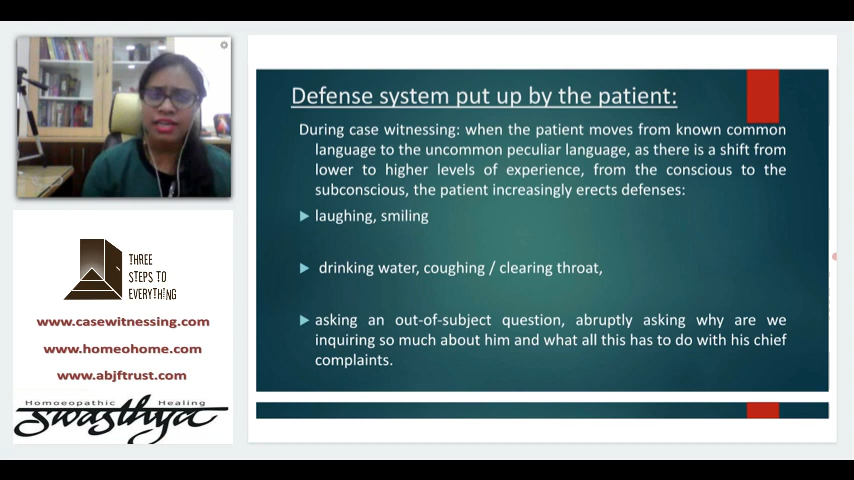 Defense system put up by the patient:
During case witnessing: when the patient moves from known common
language to the uncommon peculiar language, as there is a shift from
lower to higher levels of experience, from the conscious to the
subconscious, the patient increasingly erects defenses:
laughing, smiling
drinking water, coughing / clearing throat,
asking an out-of-subject question, abruptly asking why are we
inquiring so much about him and what all this has to do with his chief
complaints.
THREE
STEPS TO
EVERYTHING
www.casewitnessing.com
www.homeohome.com
www.abjftrust.com
Homoeopathic Healing
swasthya